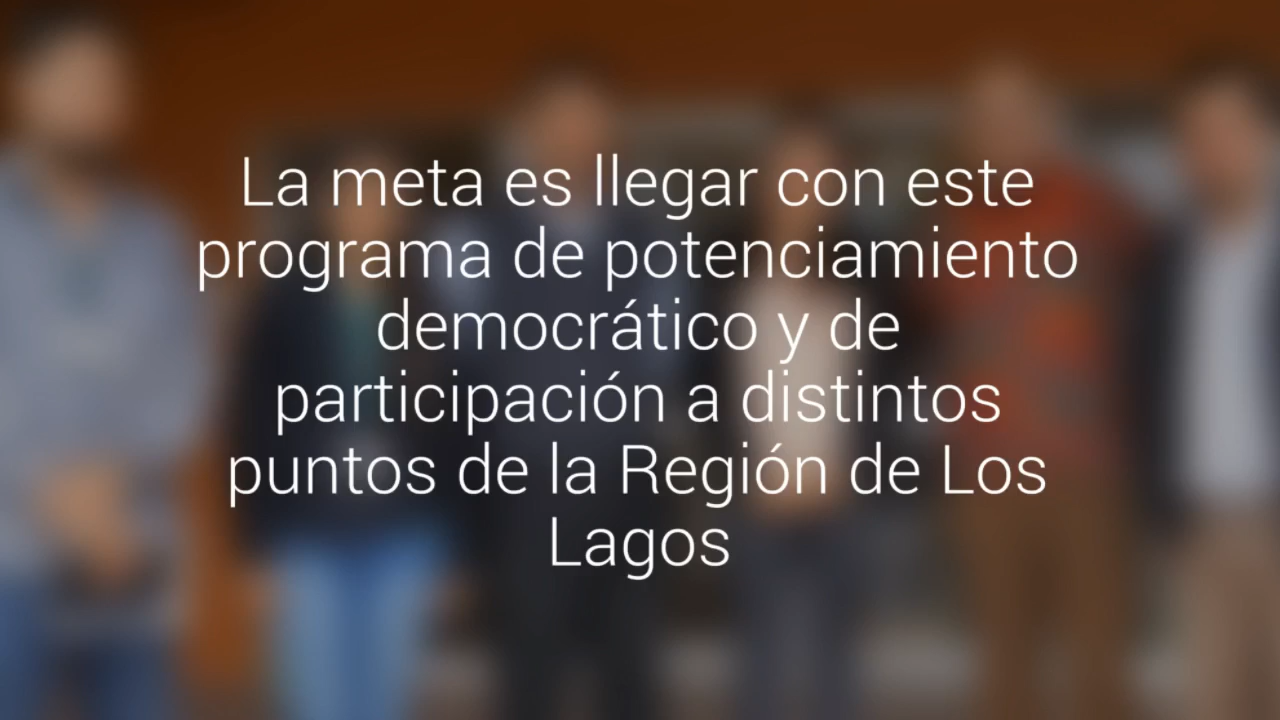 La meta es llegar con este
programa de potenciamiento
democrático y de
participación a distintos
puntos de la Región de Los
Lagos